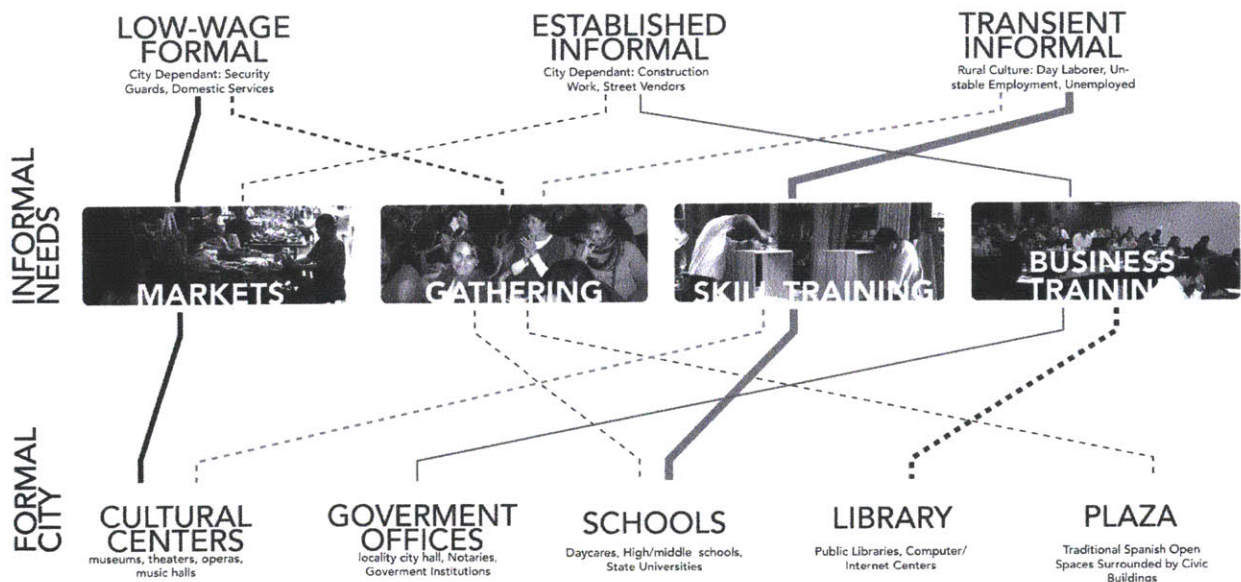 LOW-WAGE
FORMAL
City Dependant: Security
Guards, Domestic Services
ESTABLISHED
INFORMAL
City Dependant: Construction
Work, Street Vendors
TRANSIENT
INFORMAL
Rural Culture: Day Laborer, Un-
stable Employment, Unemployed
INFORMAL
NEEDS
MARKETS
GATHERING
SKILL TRAINING
BUSINESS
TRAINING
FORMAL
CITY
CULTURAL
CENTERS
museums, theaters, operas,
music halls
GOVERMENT
OFFICES
locality city hall, Notaries,
Goverment Institutions
SCHOOLS
Daycares, High/middle schools,
State Universities
LIBRARY
Public Libraries, Computer/
Internet Centers
PLAZA
Traditional Spanish Open
Spaces Surrounded by Civic
Buildings